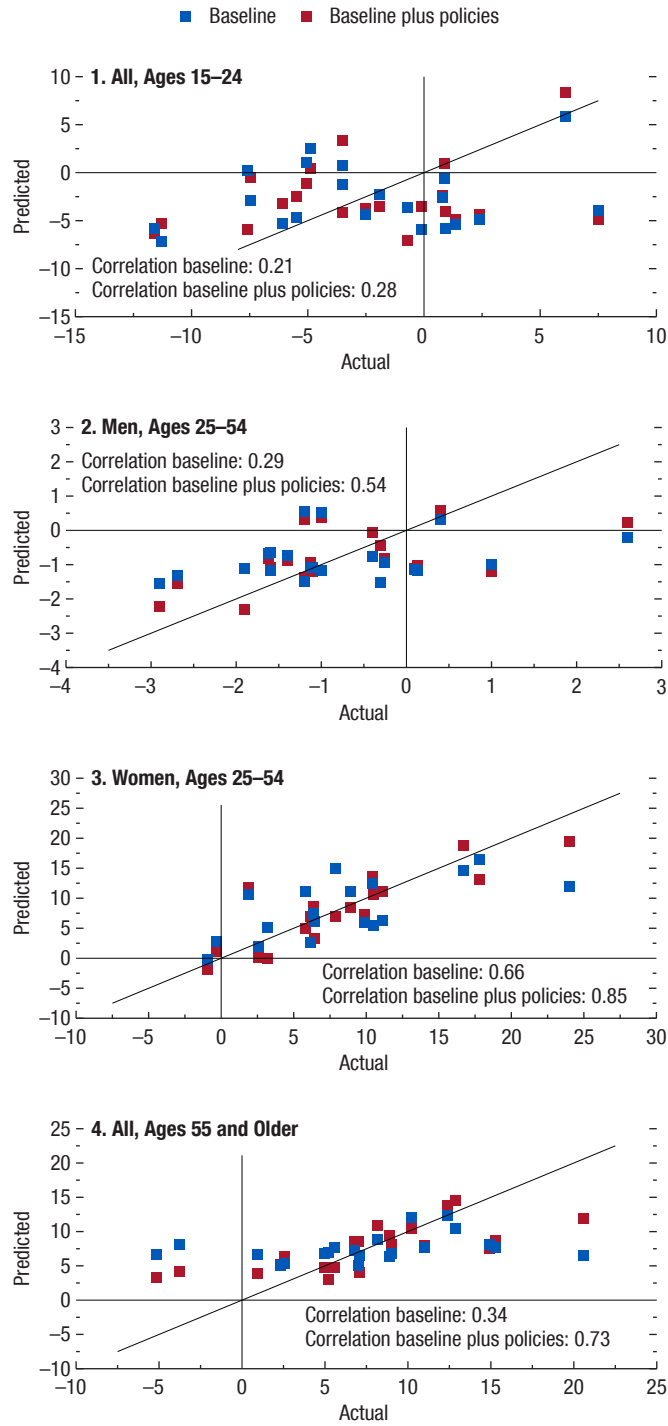 Baseline Baseline plus policies
10
1. All, Ages 15–24
5
0
–5
–10
–15
Predicted
Correlation baseline: 0.21
Correlation baseline plus policies: 0.28
–15 –10 –5 0 5 10
Actual
3
2. Men, Ages 25–54
2
1
0
–1
–2
–3
–4
Predicted
Correlation baseline: 0.29
Correlation baseline plus policies: 0.54
–4 –3 –2 –1 0 1 2 3
Actual
30
3. Women, Ages 25–54
25
20
15
10
5
0
–5
–10
Predicted
Correlation baseline: 0.66
Correlation baseline plus policies: 0.85
–10 –5 0 5 10 15 20 25 30
Actual
25
4. All, Ages 55 and Older
20
15
10
5
0
–5
–10
Predicted
Correlation baseline: 0.34
Correlation baseline plus policies: 0.73
–10 –5 0 5 10 15 20 25
Actual